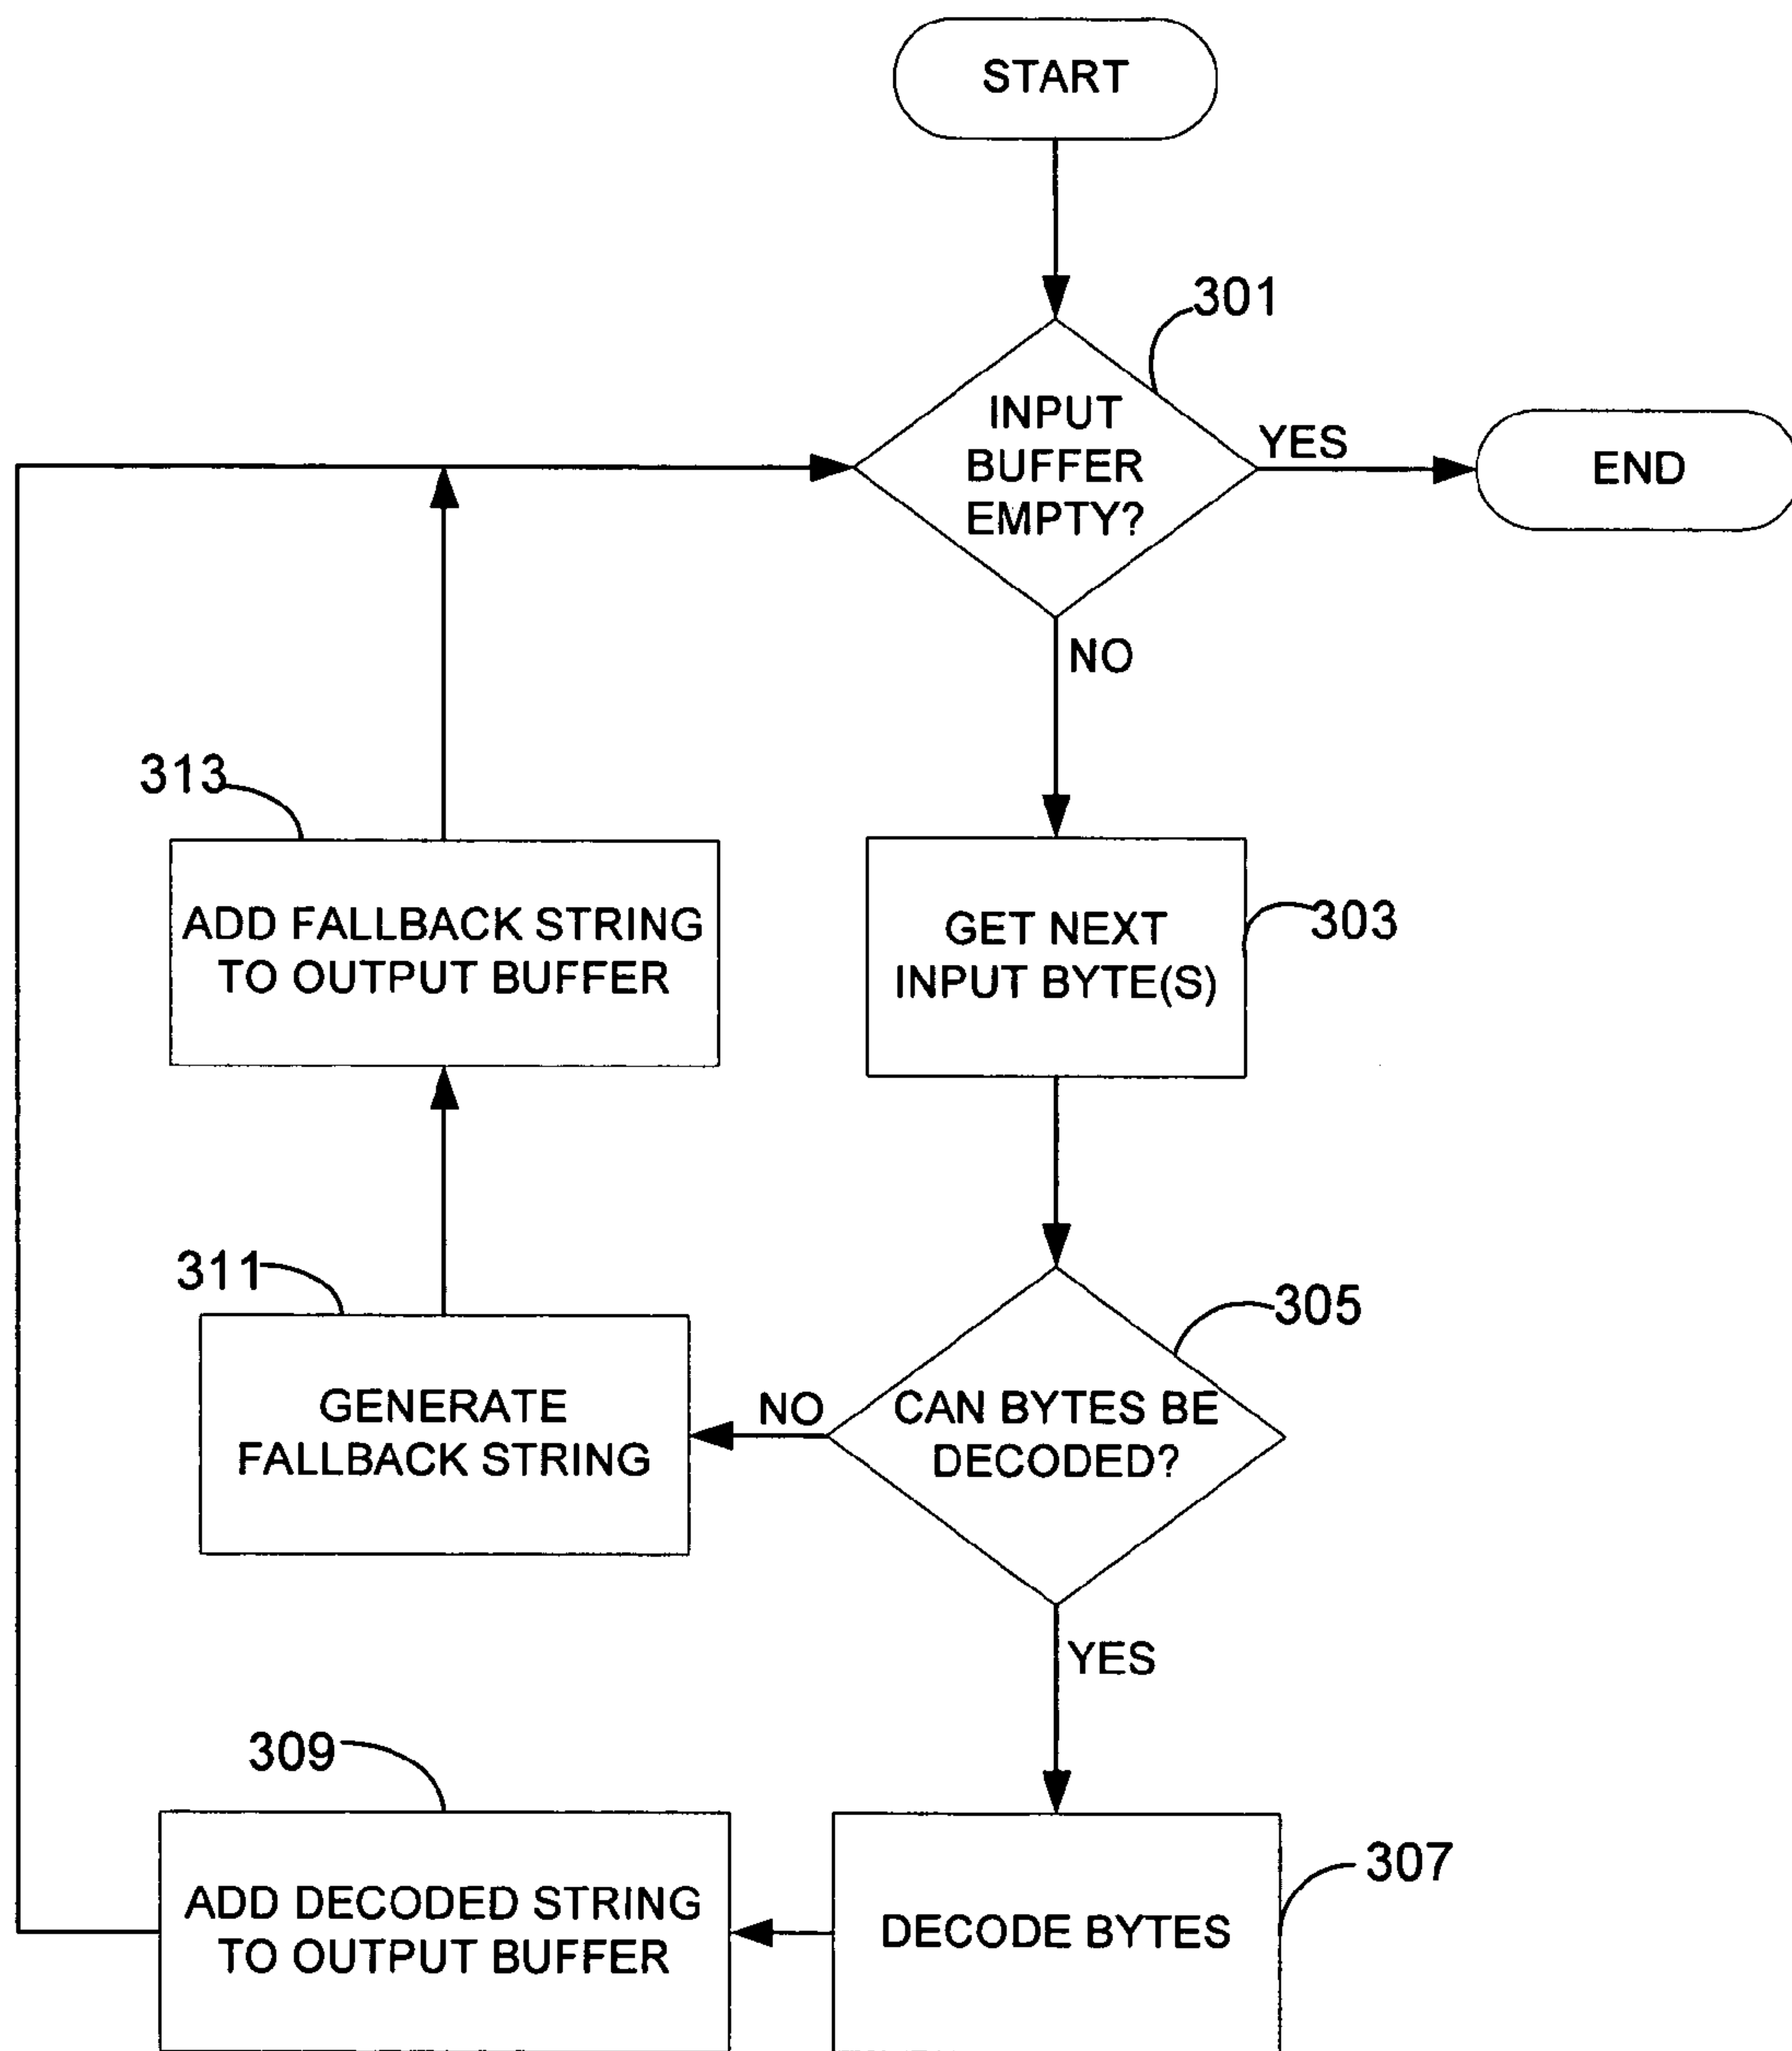 START
301
INPUT
BUFFER
EMPTY?
YES
END
NO
313
ADD FALLBACK STRING
TO OUTPUT BUFFER
GET NEXT
INPUT BYTE(S)
303
311
305
GENERATE
FALLBACK STRING
NO
CAN BYTES BE
DECODED?
YES
309
307
ADD DECODED STRING
TO OUTPUT BUFFER
DECODE BYTES